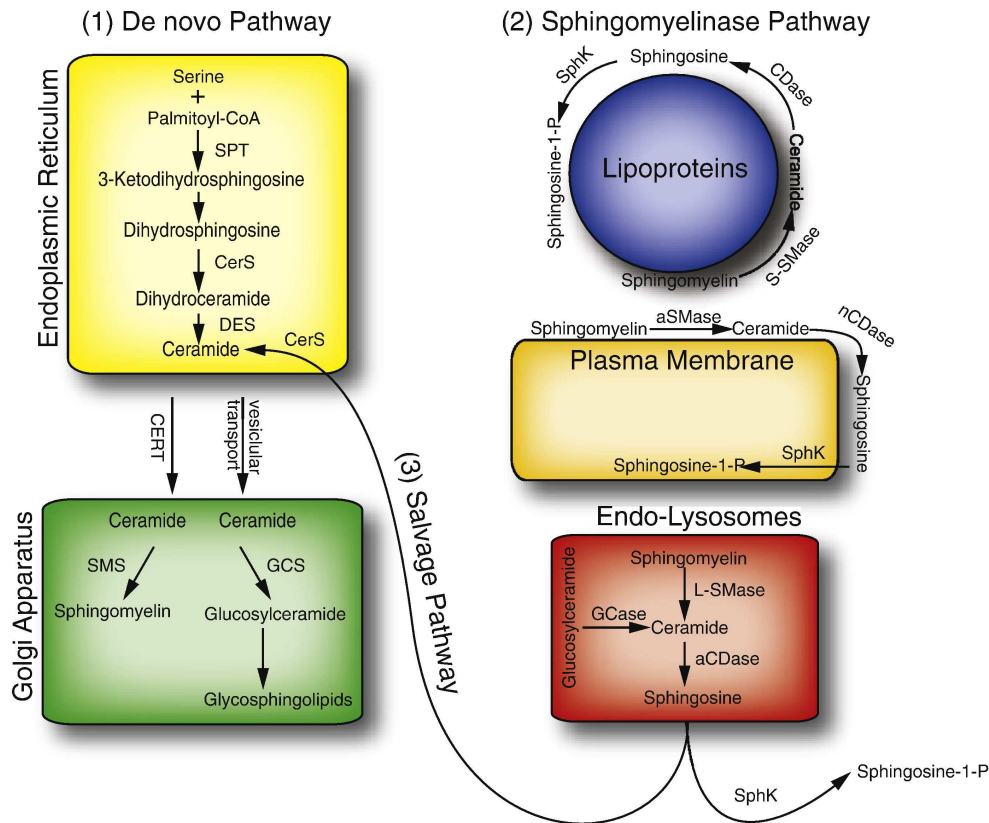 (1) De novo Pathway
Endoplasmic Reticulum
Serine
+
Palmitoyl-CoA
SPT
3-Ketodihydrosphingosine
Dihydrosphingosine
CerS
Dihydroceramide
DES
Ceramide
CerS
CERT
vesiclular
transport
Golgi Apparatus
Ceramide
Ceramide
SMS
GCS
Sphingomyelin
Glucosylceramide
Glycosphingolipids
(3) Salvage Pathway
(2) Sphingomyelinase Pathway
Sphingosine
SphK
CDase
Sphingosine-1-P
Lipoproteins
Ceramide
S-SMase
Sphingomyelin
Sphingomyelin
aSMase
Ceramide
nCDase
Plasma Membrane
Sphingosine
SphK
Sphingosine-1-P
Endo-Lysosomes
Sphingomyelin
L-SMase
Glucosylceramide
GCase
Ceramide
aCDase
Sphingosine
SphK
Sphingosine-1-P